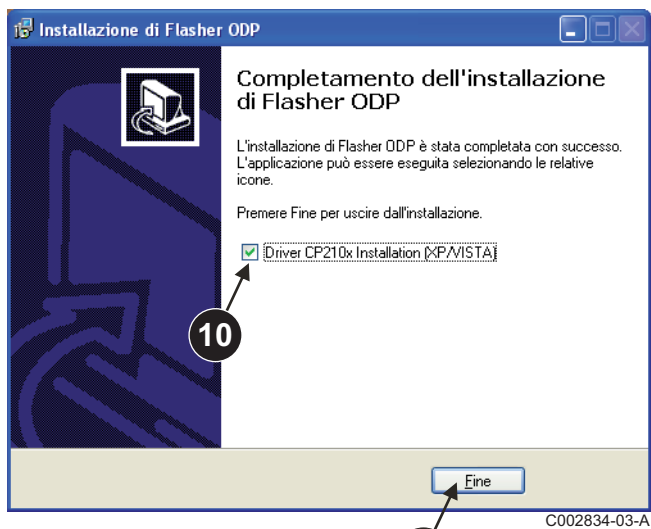 Installazione di Flasher ODP
Completamento dell'installazione
di Flasher ODP
L'installazione di Flasher ODP è stata completata con successo.
L'applicazione può essere eseguita selezionando le relative
icone.
Premere Fine per uscire dall'installazione.
Driver CP210x Installation (XP/VISTA)
10
Fine
C002834-03-A